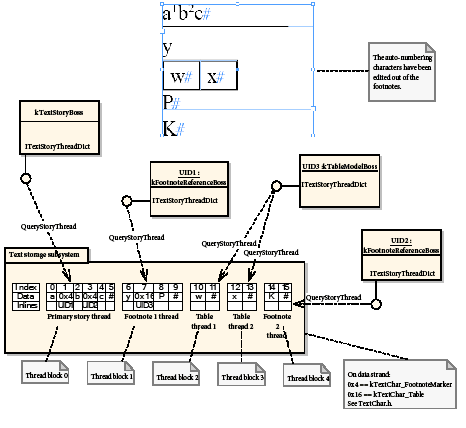 a¹b²c#
y
w# x#
P#
K#
The auto-numbering
characters have been
edited out of the
footnotes.
kTextStoryBoss
ITextStoryThreadDict
UID1:
kFootnoteReferenceBoss
ITextStoryThreadDict
UID3 :kTableModelBoss
ITextStoryThreadDict
UID2:
kFootnoteReferenceBoss
ITextStoryThreadDict
QueryStoryThread
QueryStoryThread
QueryStoryThread
QueryStoryThread
QueryStoryThread
Text storage subsystem
Index 0 1 2 3 4 5 6 7 8 9 10 11 12 13 14 15
Data a 0x4 b 0x4 c # y 0x16 P # w # x # K #
Inlines UID1 UID2 UID3
Primary story thread
Footnote 1 thread
Table
thread 1
Table
thread 2
Footnote
2
thread
Thread block 0
Thread block 1
Thread block 2
Thread block 3
Thread block 4
On data strand:
0x4 == kTextChar_FootnoteMarker
0x16 == kTextChar_Table
See TextChar.h.